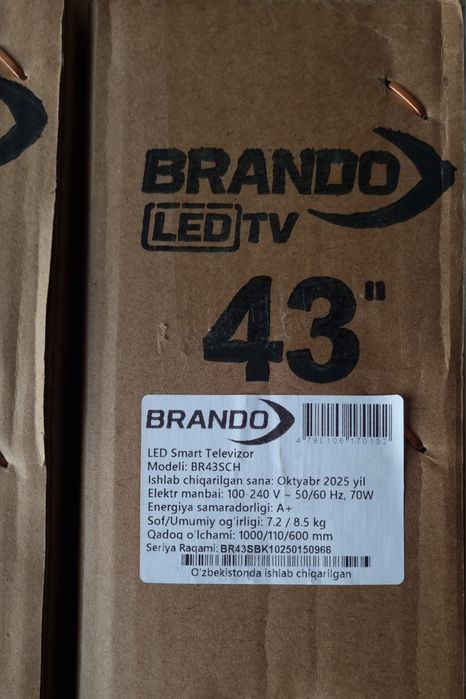 BRANDO
LED TV
43"
BRANDO
4780106170192
LED Smart Televizor
Modeli: BR43SCH
Ishlab chiqarilgan sana: Oktyabr 2025 yil
Elektr manbai: 100-240 V ~ 50/60 Hz, 70W
Energiya samaradorligi: A+
Sof/Umumiy og'irligi: 7.2 / 8.5 kg
Qadoq o'lchami: 1000/110/600 mm
Seriya Raqami: BR43SBK10250150966
O'zbekistonda ishlab chiqarilgan